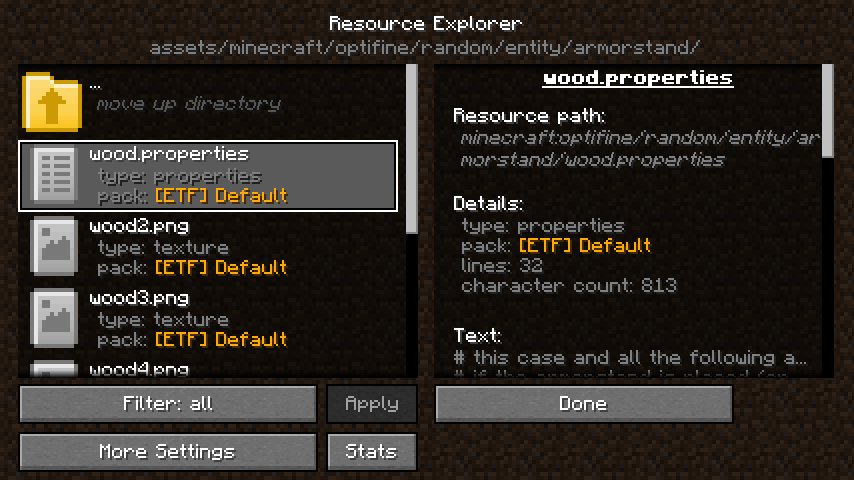 Resource Explorer
assets/minecraft/optifine/random/entity/armorstand/
...
move up directory
wood.properties
type: properties
pack: [ETF] Default
wood2.png
type: texture
pack: [ETF] Default
wood3.png
type: texture
pack: [ETF] Default
wood4.png
wood.properties
Resource path:
minecraft:optifine/random/entity/ar
morstand/wood.properties
Details:
type: properties
pack: [ETF] Default
lines: 32
character count: 813
Text:
# this case and all the following a...
Filter: all
Apply
Done
More Settings
Stats